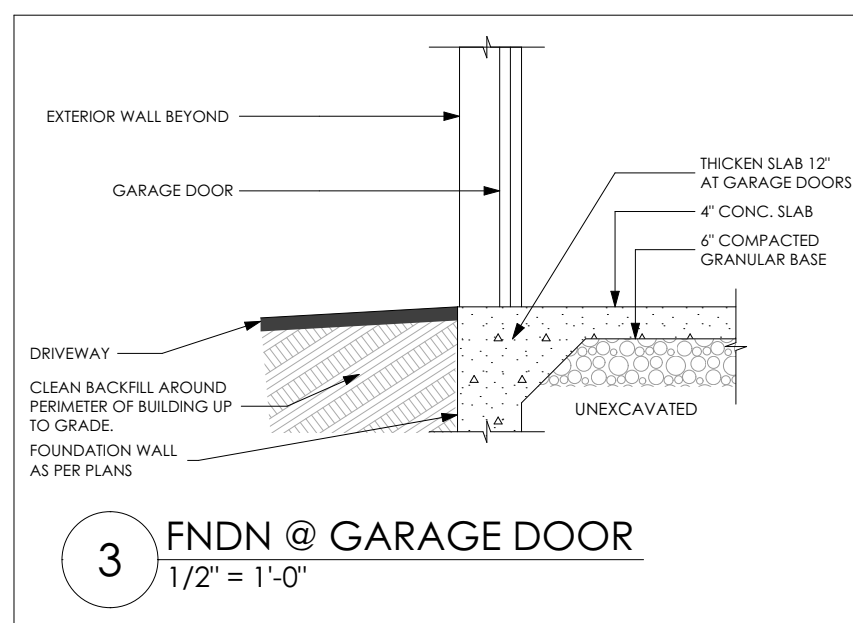 EXTERIOR WALL BEYOND
GARAGE DOOR
THICKEN SLAB 12"
AT GARAGE DOORS
4" CONC. SLAB
6" COMPACTED
GRANULAR BASE
DRIVEWAY
CLEAN BACKFILL AROUND
PERIMETER OF BUILDING UP
TO GRADE.
FOUNDATION WALL
AS PER PLANS
UNEXCAVATED
3
FNDN @ GARAGE DOOR
1/2" = 1'-0"